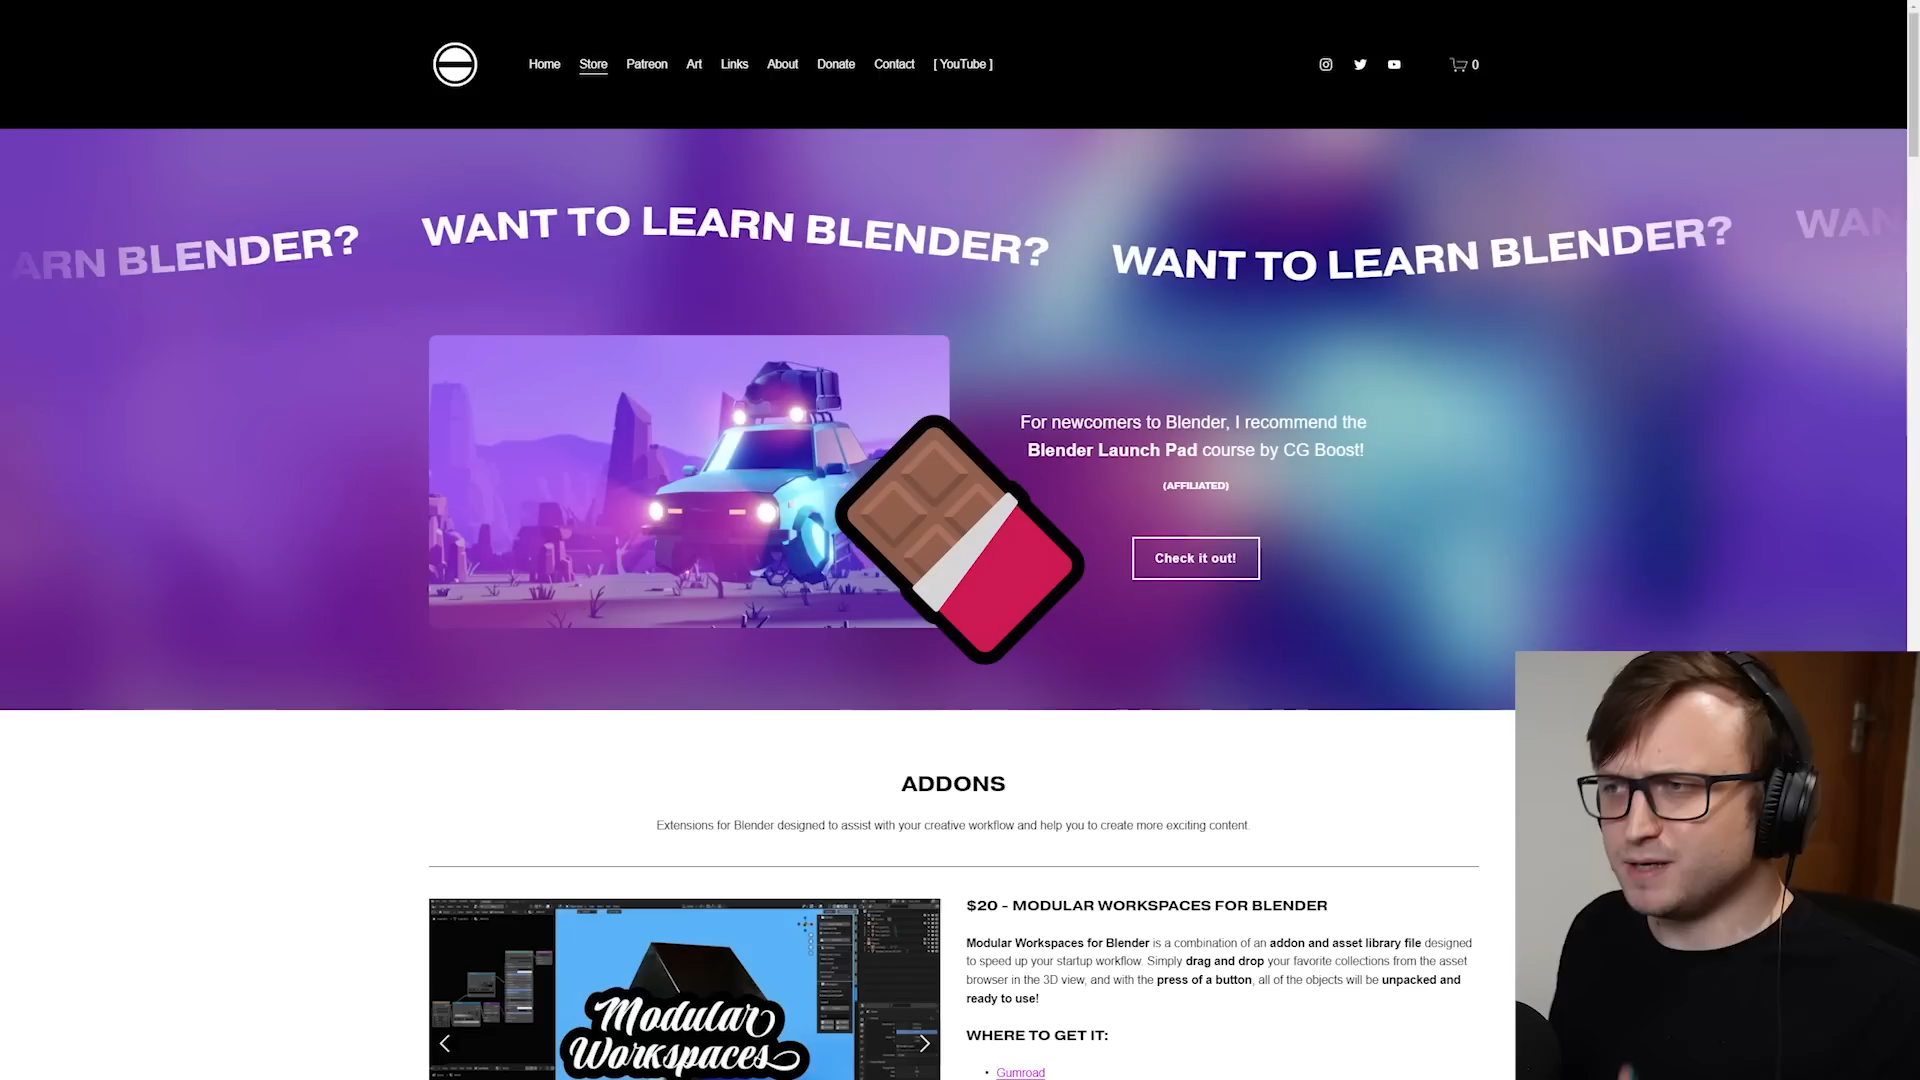 Home Store Patreon Art Links About Donate Contact [ YouTube ] 0
ARN BLENDER? WANT TO LEARN BLENDER? WANT TO LEARN BLENDER? WAN
For newcomers to Blender, I recommend the
Blender Launch Pad course by CG Boost!
(AFFILIATED)
Check it out!
ADDONS
Extensions for Blender designed to assist with your creative workflow and help you to create more exciting content.
$20 - MODULAR WORKSPACES FOR BLENDER
Modular Workspaces for Blender is a combination of an addon and asset library file designed
to speed up your startup workflow. Simply drag and drop your favorite collections from the asset
browser in the 3D view, and with the press of a button, all of the objects will be unpacked and
ready to use!
WHERE TO GET IT:
• Gumroad
Modular
Workspaces